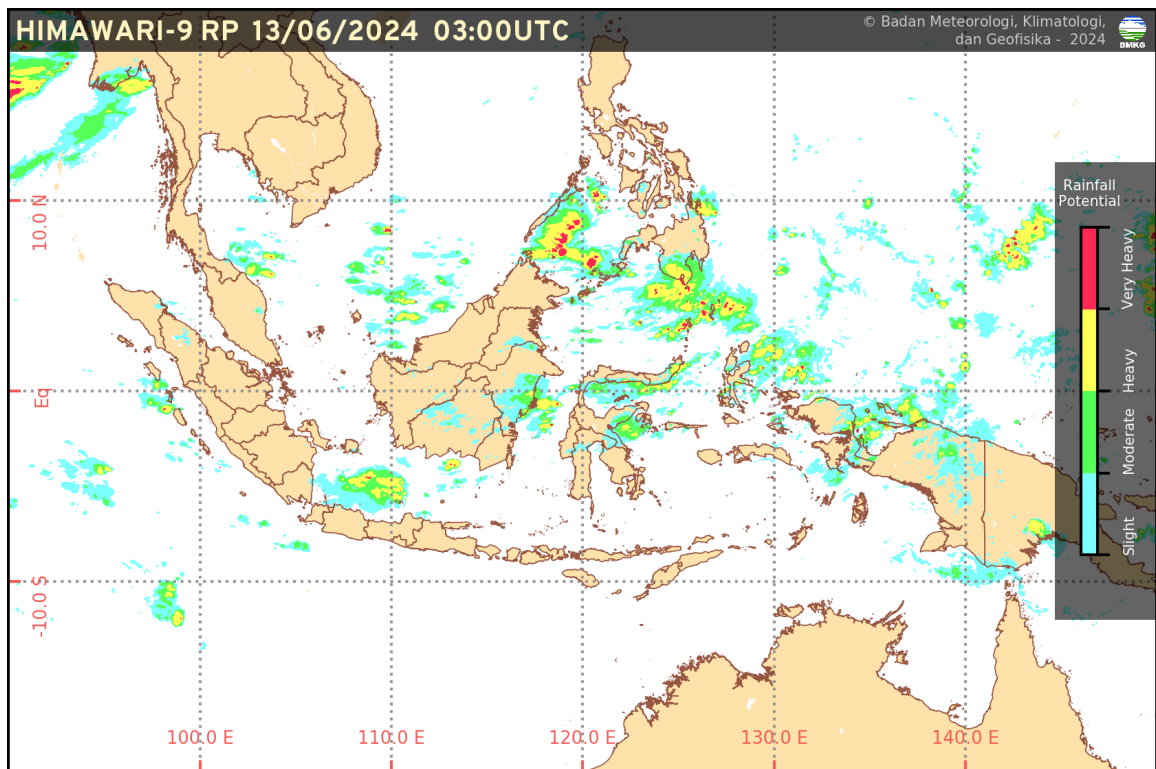 HIMAWARI-9 RP 13/06/2024 03:00UTC
© Badan Meteorologi, Klimatologi,
dan Geofisika - 2024
BMKG
Rainfall
Potential
Very Heavy
Heavy
Moderate
Slight
10.0 N
Eq
-10.0 S
100.0 E
110.0 E
120.0 E
130.0 E
140.0 E